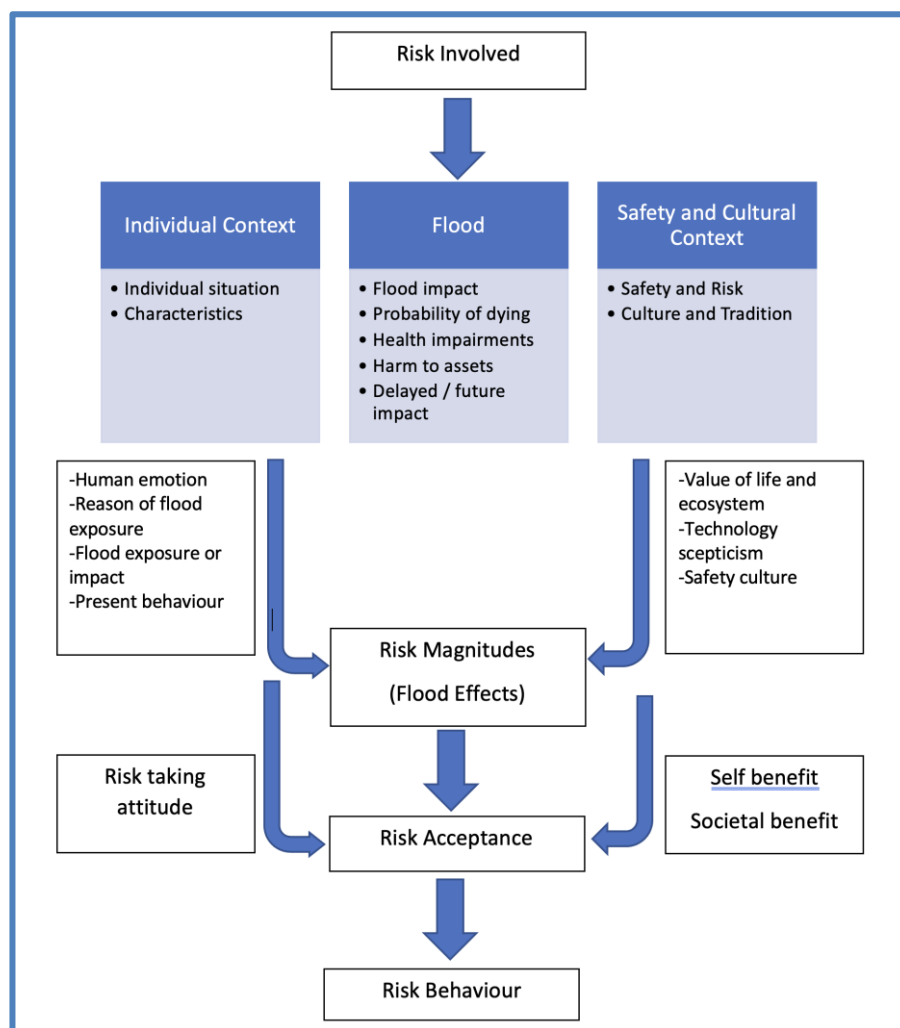 Risk Involved
Individual Context
• Individual situation
• Characteristics
Flood
• Flood impact
• Probability of dying
• Health impairments
• Harm to assets
• Delayed / future
impact
Safety and Cultural
Context
• Safety and Risk
• Culture and Tradition
-Human emotion
-Reason of flood
exposure
-Flood exposure or
impact
-Present behaviour
-Value of life and
ecosystem
-Technology
scepticism
-Safety culture
Risk Magnitudes
(Flood Effects)
Risk taking
attitude
Self benefit
Societal benefit
Risk Acceptance
Risk Behaviour